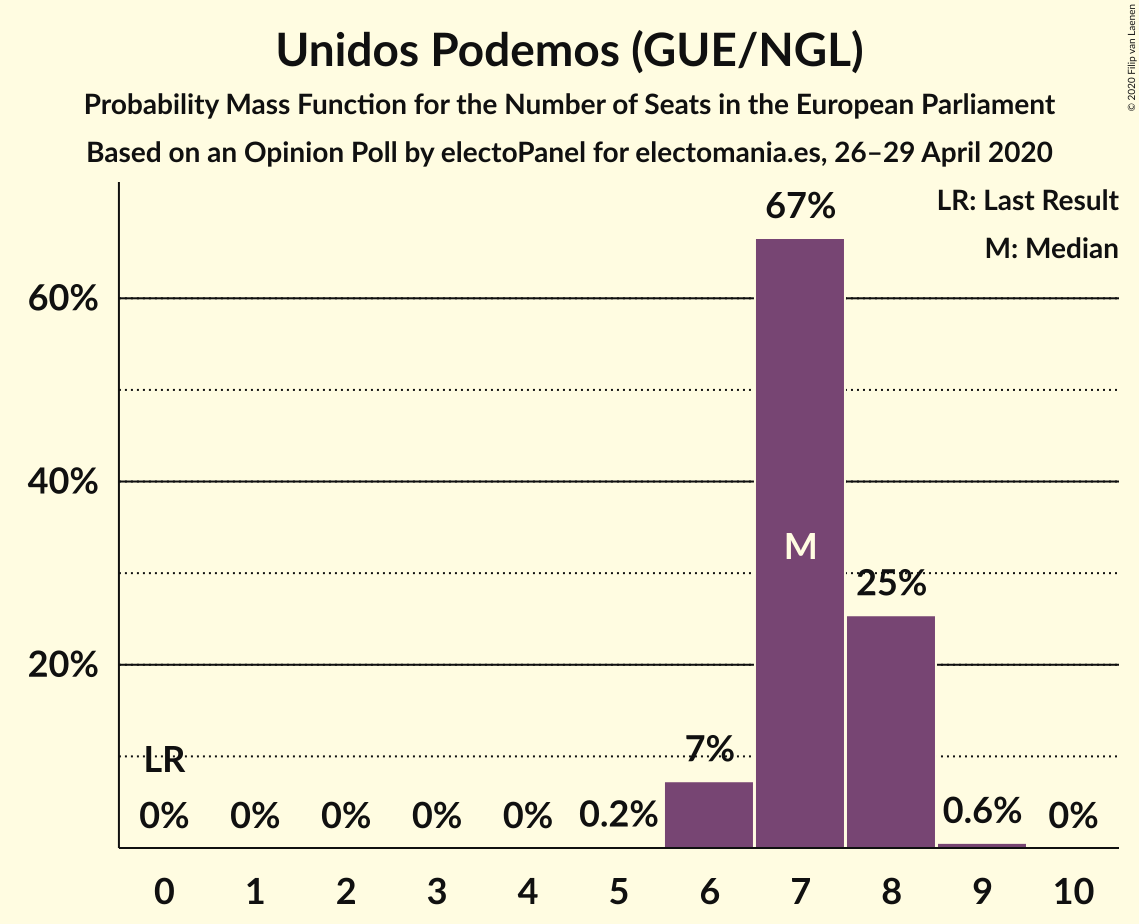 Unidos Podemos (GUE/NGL)
Probability Mass Function for the Number of Seats in the European Parliament
Based on an Opinion Poll by electoPanel for electomania.es, 26–29 April 2020
© 2020 Filip van Laenen
LR: Last Result
M: Median
67%
60%
40%
M
25%
20%
LR
7%
0% 0% 0% 0% 0% 0.2% 0.6% 0%
0 1 2 3 4 5 6 7 8 9 10